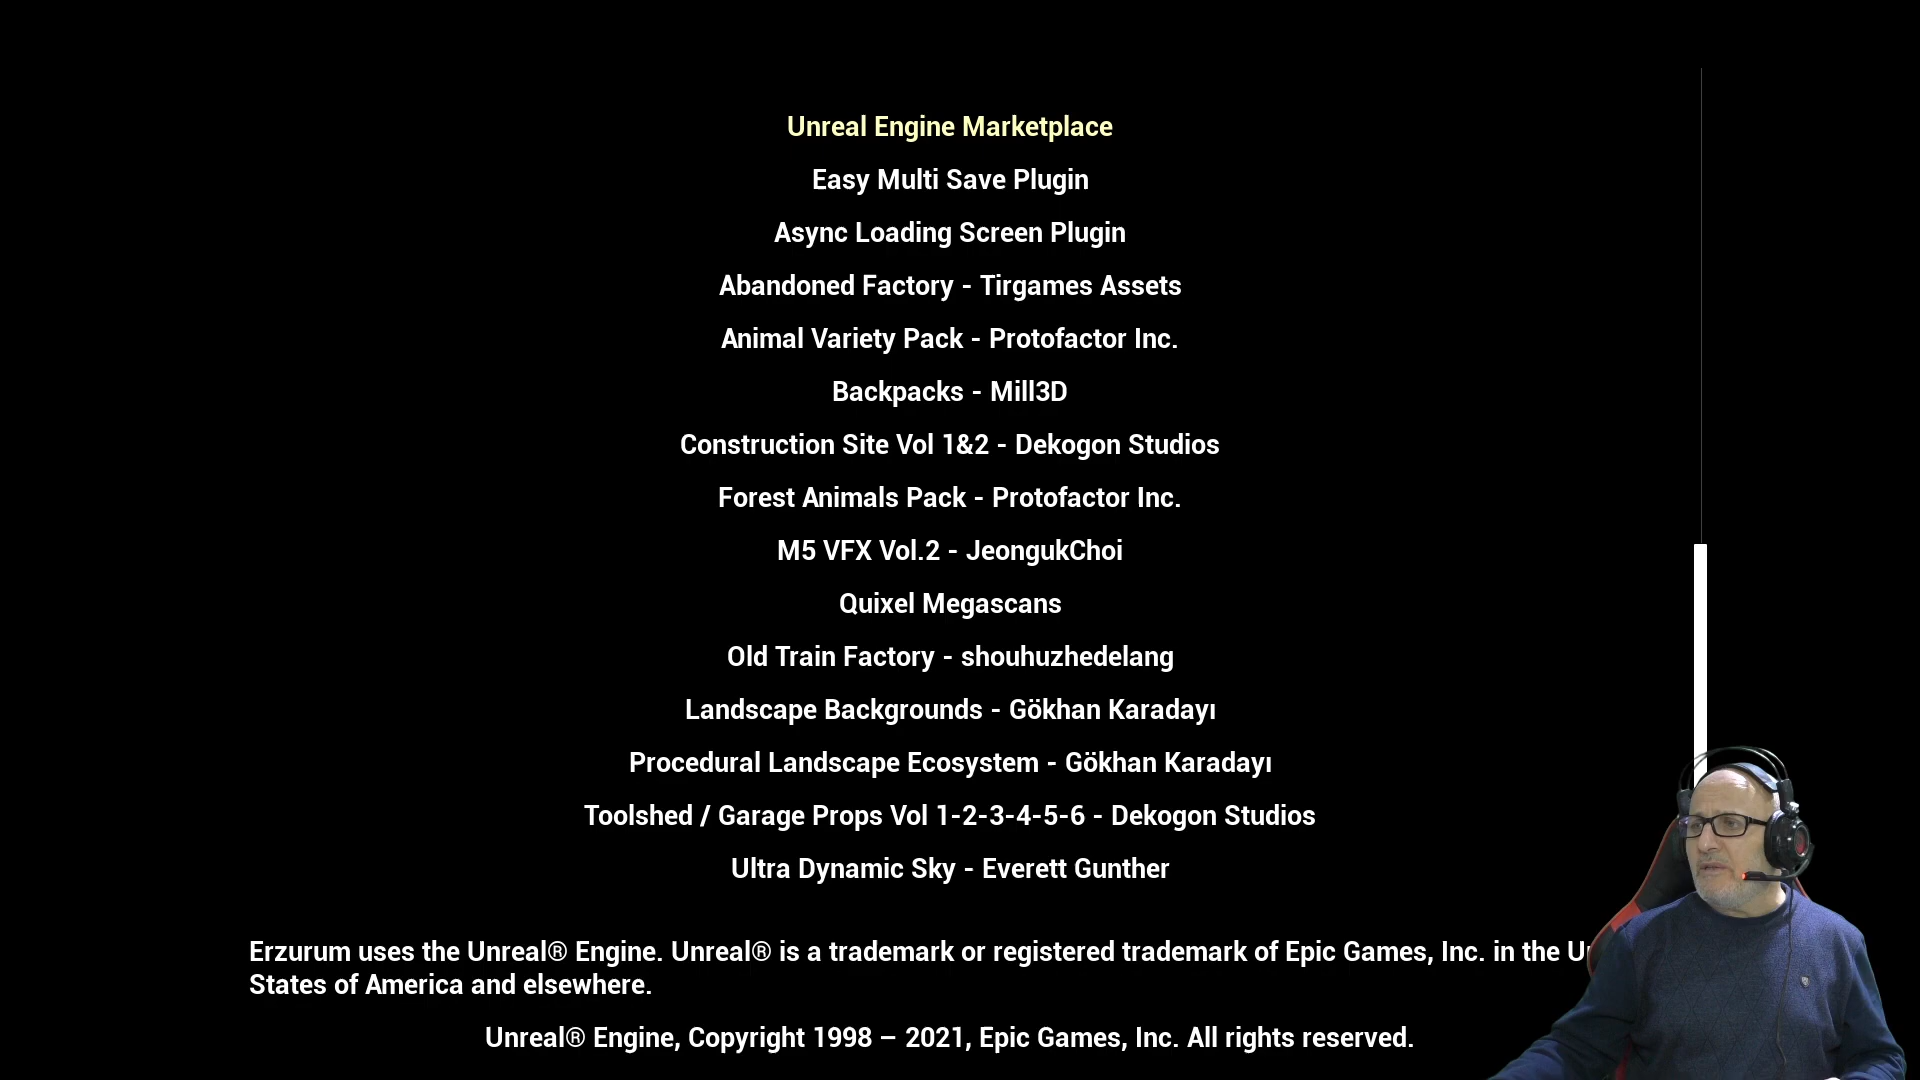 Unreal Engine Marketplace
Easy Multi Save Plugin
Async Loading Screen Plugin
Abandoned Factory - Tirgames Assets
Animal Variety Pack - Protofactor Inc.
Backpacks - Mill3D
Construction Site Vol 1&2 - Dekogon Studios
Forest Animals Pack - Protofactor Inc.
M5 VFX Vol.2 - JeongukChoi
Quixel Megascans
Old Train Factory - shouhuzhedelang
Landscape Backgrounds - Gökhan Karadayı
Procedural Landscape Ecosystem - Gökhan Karadayı
Toolshed / Garage Props Vol 1-2-3-4-5-6 - Dekogon Studios
Ultra Dynamic Sky - Everett Gunther
Erzurum uses the Unreal® Engine. Unreal® is a trademark or registered trademark of Epic Games, Inc. in the
States of America and elsewhere.
Unreal® Engine, Copyright 1998 – 2021, Epic Games, Inc. All rights reserved.